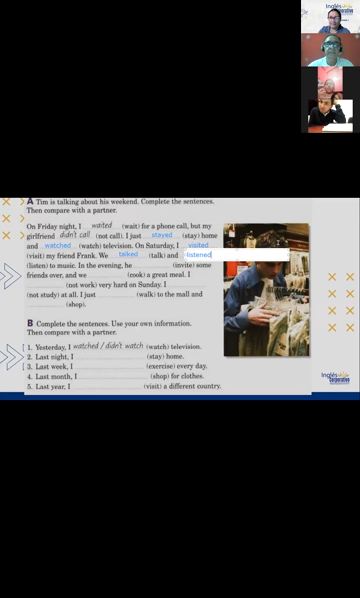 Inglés
Corporative
A Tim is talking about his weekend. Complete the sentences.
Then compare with a partner.
On Friday night, I waited (wait) for a phone call, but my
girlfriend didn't call (not call). I just stayed (stay) home
and watched (watch) television. On Saturday, I visited
(visit) my friend Frank. We talked (talk) and listened
(listen) to music. In the evening, he (invite) some
friends over, and we (cook) a great meal. I
(not work) very hard on Sunday. I
(not study) at all. I just (walk) to the mall and
(shop).
B Complete the sentences. Use your own information.
Then compare with a partner.
1. Yesterday, I watched / didn't watch (watch) television.
2. Last night, I (stay) home.
3. Last week, I (exercise) every day.
4. Last month, I (shop) for clothes.
5. Last year, I (visit) a different country.
Inglés
Corporative